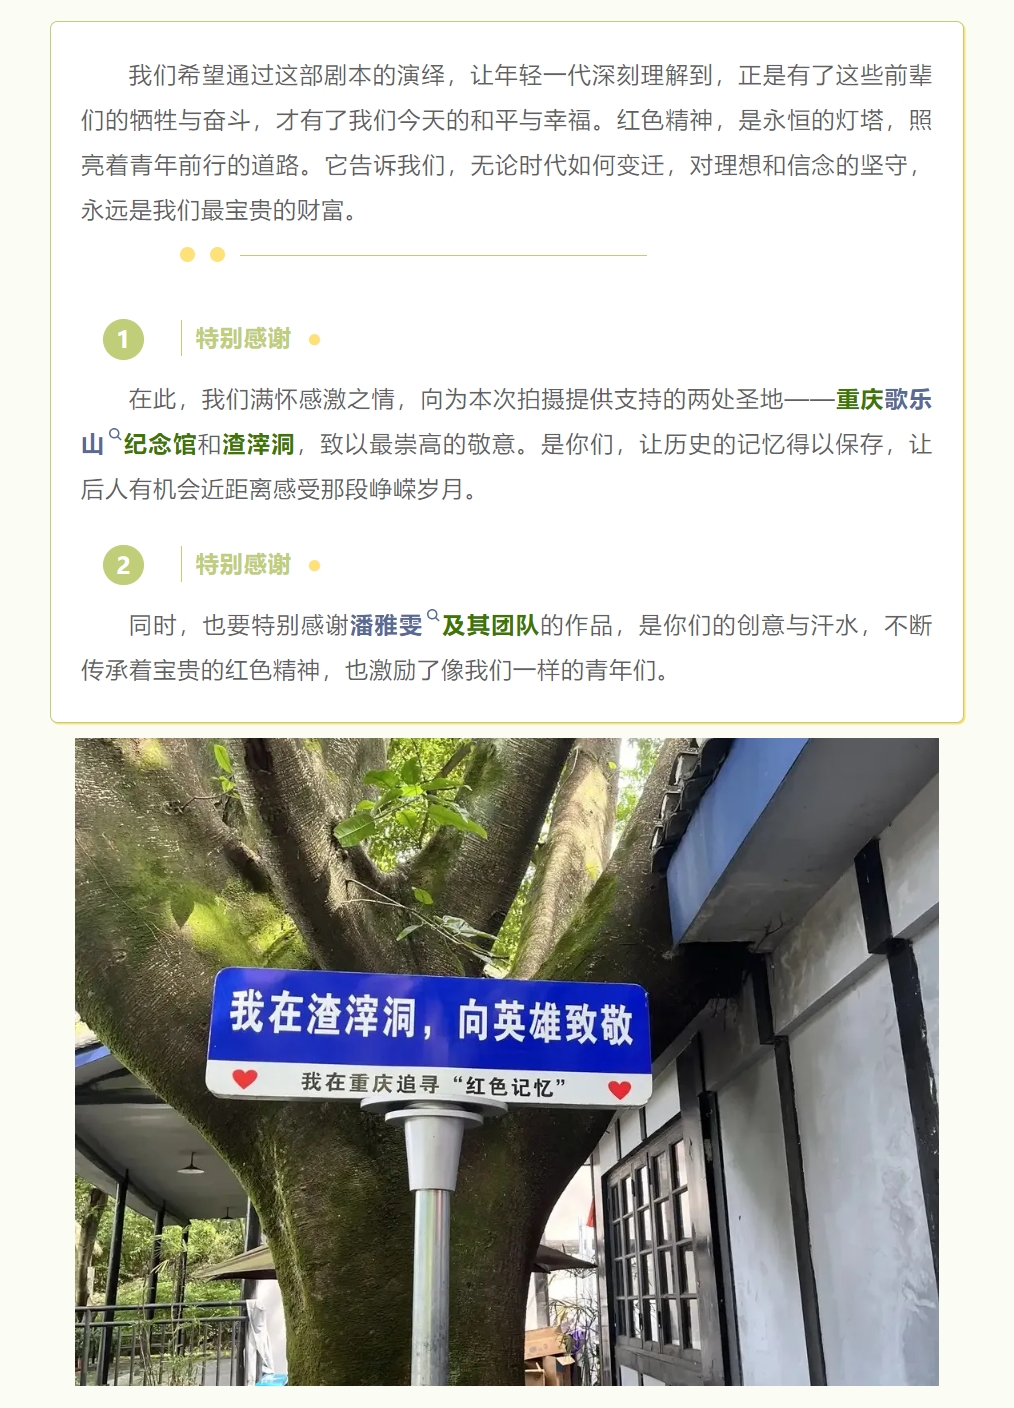 我们希望通过这部剧本的演绎，让年轻一代深刻理解到，正是有了这些前辈
们的牺牲与奋斗，才有了我们今天的和平与幸福。红色精神，是永恒的灯塔，照
亮着青年前行的道路。它告诉我们，无论时代如何变迁，对理想和信念的坚守，
永远是我们最宝贵的财富。
1 特别感谢
在此，我们满怀感激之情，向为本次拍摄提供支持的两处圣地——重庆歌乐
山纪念馆和渣滓洞，致以最崇高的敬意。是你们，让历史的记忆得以保存，让
后人有机会近距离感受那段峥嵘岁月。
2 特别感谢
同时，也要特别感谢潘雅雯及其团队的作品，是你们的创意与汗水，不断
传承着宝贵的红色精神，也激励了像我们一样的青年们。
我在渣滓洞，向英雄致敬
我在重庆追寻“红色记忆”